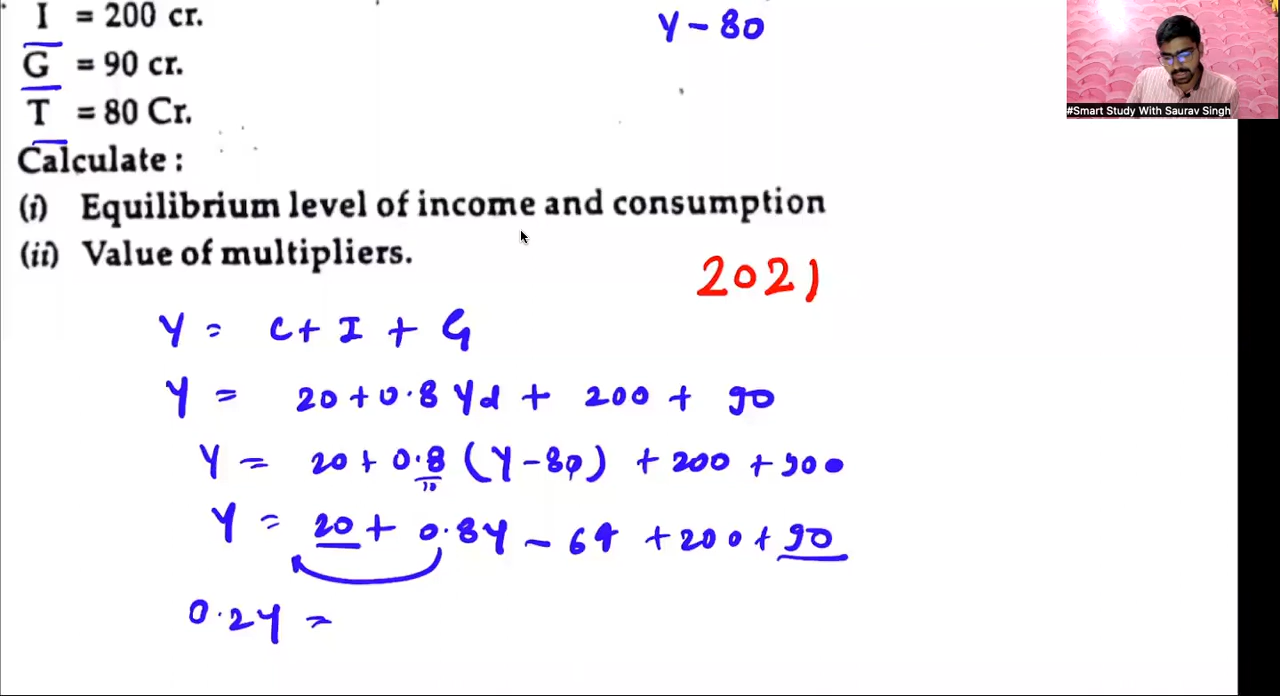 I = 200 cr.
Y - 80
G = 90 cr.
T = 80 Cr.
#Smart Study With Saurav Singh
Calculate :
(i) Equilibrium level of income and consumption
(ii) Value of multipliers.
2021
Y = C + I + G
Y = 20 + 0.8 Yd + 200 + 90
Y = 20 + 0.8 (Y - 80) + 200 + 90
10
Y = 20 + 0.8Y - 64 + 200 + 90
0.2Y =